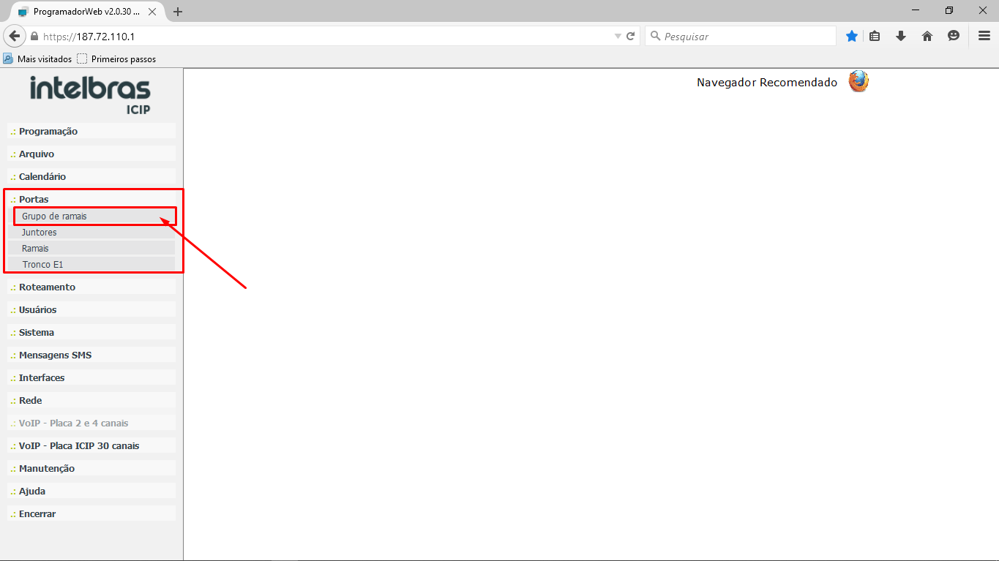 ProgramadorWeb v2.0.30 ...
https://187.72.110.1
Pesquisar
Mais visitados
Primeiros passos
intelbras
ICIP
Navegador Recomendado
.: Programação
.: Arquivo
.: Calendário
.: Portas
Grupo de ramais
Juntores
Ramais
Tronco E1
.: Roteamento
.: Usuários
.: Sistema
.: Mensagens SMS
.: Interfaces
.: Rede
.: VoIP - Placa 2 e 4 canais
.: VoIP - Placa ICIP 30 canais
.: Manutenção
.: Ajuda
.: Encerrar